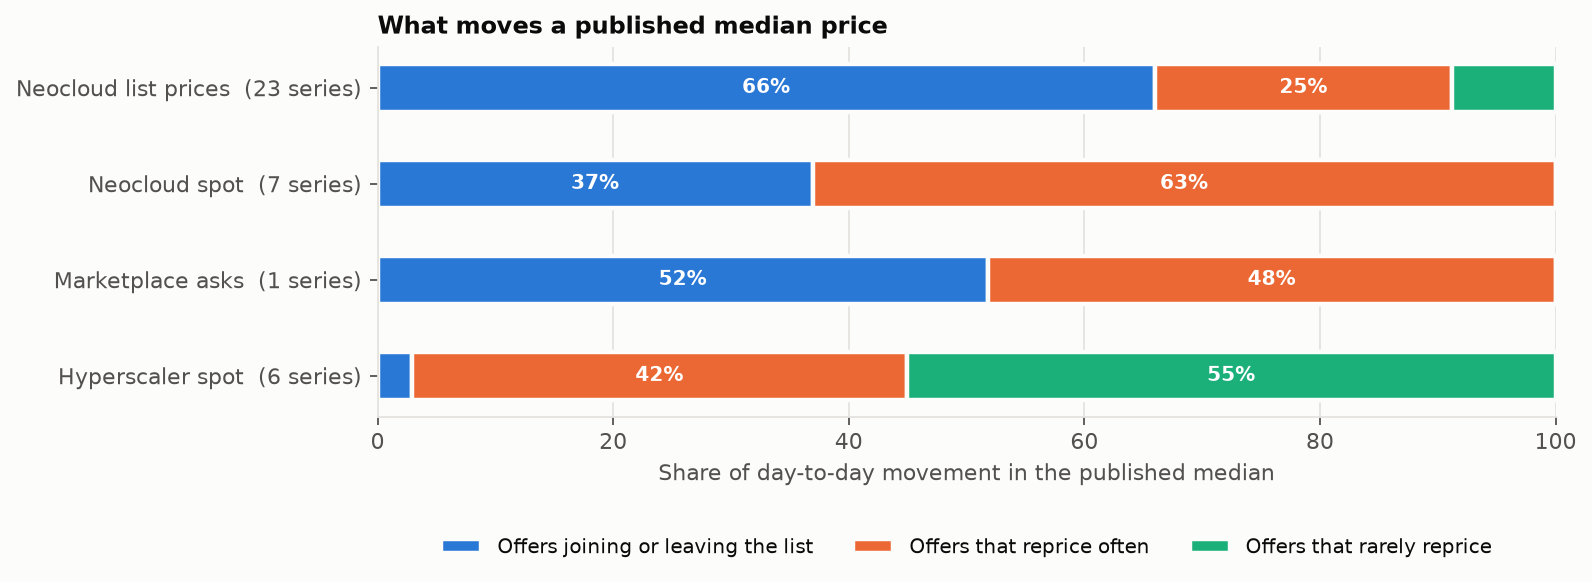 What moves a published median price
Neocloud list prices  (23 series)
66%
25%
Neocloud spot  (7 series)
37%
63%
Marketplace asks  (1 series)
52%
48%
Hyperscaler spot  (6 series)
42%
55%
0
20
40
60
80
100
Share of day-to-day movement in the published median
Offers joining or leaving the list
Offers that reprice often
Offers that rarely reprice